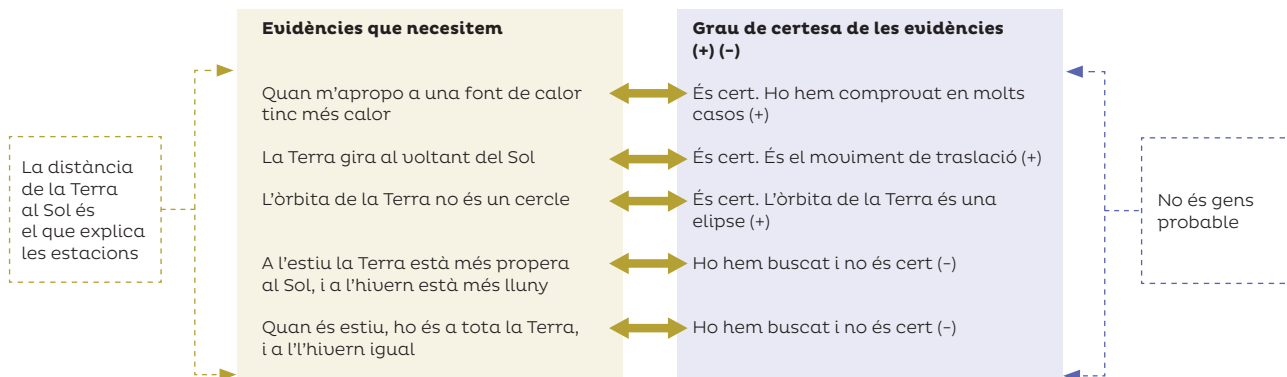 Evidències que necesitem
Grau de certesa de les evidències
(+) (–)
La distància
de la Terra
al Sol és
el que explica
les estacions
Quan m’apropo a una font de calor
tinc més calor
És cert. Ho hem comprovat en molts
casos (+)
La Terra gira al voltant del Sol
És cert. És el moviment de traslació (+)
L’òrbita de la Terra no és un cercle
És cert. L’òrbita de la Terra és una
elipse (+)
A l’estiu la Terra està més propera
al Sol, i a l’hivern està més lluny
Ho hem buscat i no és cert (–)
Quan és estiu, ho és a tota la Terra,
i a l’l’hivern igual
Ho hem buscat i no és cert (–)
No és gens
probable